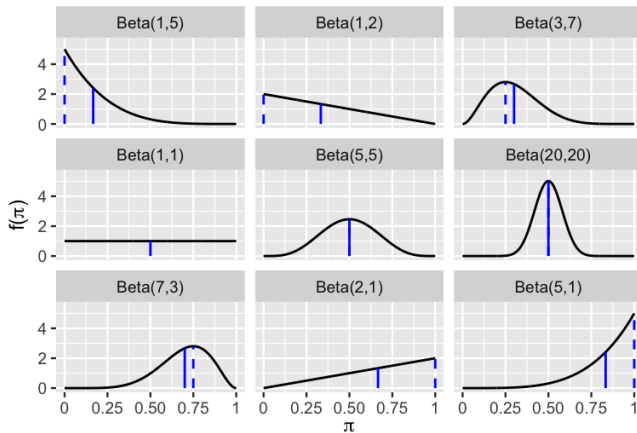 Beta(1,5) Beta(1,2) Beta(3,7)
4
2
0
Beta(1,1) Beta(5,5) Beta(20,20)
f(π)
4
2
0
Beta(7,3) Beta(2,1) Beta(5,1)
4
2
0
0 0.25 0.50 0.75 1 0 0.25 0.50 0.75 1 0 0.25 0.50 0.75 1
π